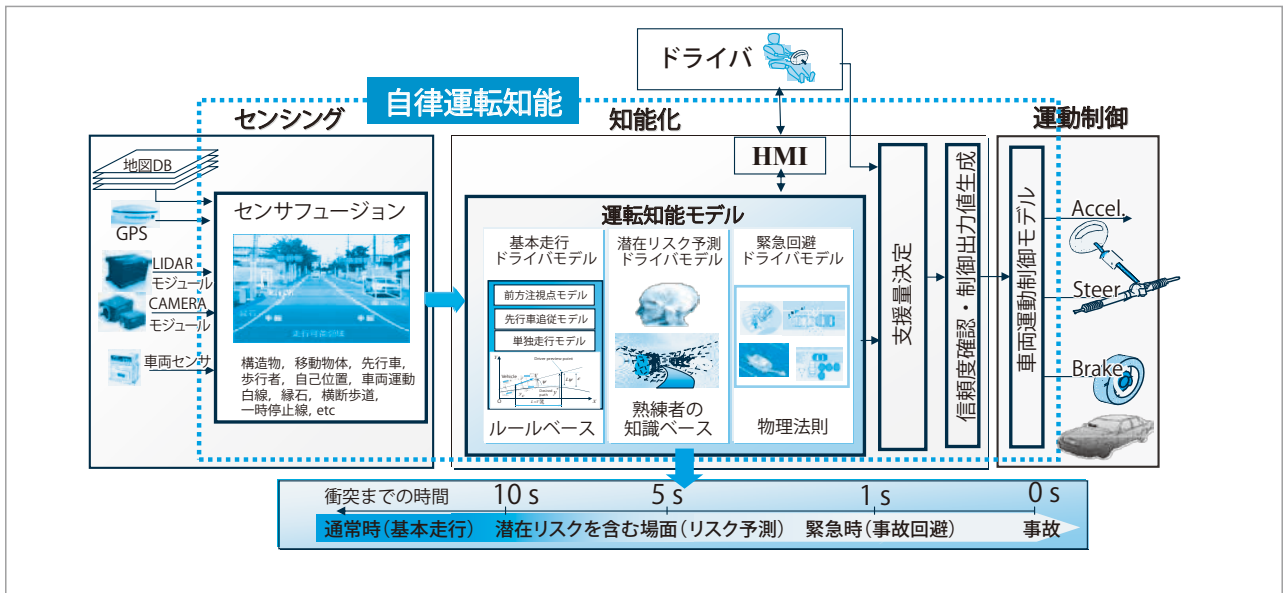 ドライバ
自律運転知能
センシング
知能化
運動制御
HMI
地図DB
GPS
LIDAR
モジュール
CAMERA
モジュール
車両センサ
センサフュージョン
走行可能領域
構造物，移動物体，先行車，
歩行者，自己位置，車両運動
白線，縁石，横断歩道，
一時停止線, etc
運転知能モデル
基本走行
ドライバモデル
前方注視点モデル
先行車追従モデル
単独走行モデル
Driver preview point
Vehicle
ルールベース
潜在リスク予測
ドライバモデル
熟練者の
知識ベース
緊急回避
ドライバモデル
物理法則
支援量決定
信頼度確認・制御出力値生成
車両運動制御モデル
Accel.
Steer
Brake
衝突までの時間
10 s
5 s
1 s
0 s
通常時（基本走行）
潜在リスクを含む場面（リスク予測）
緊急時（事故回避）
事故